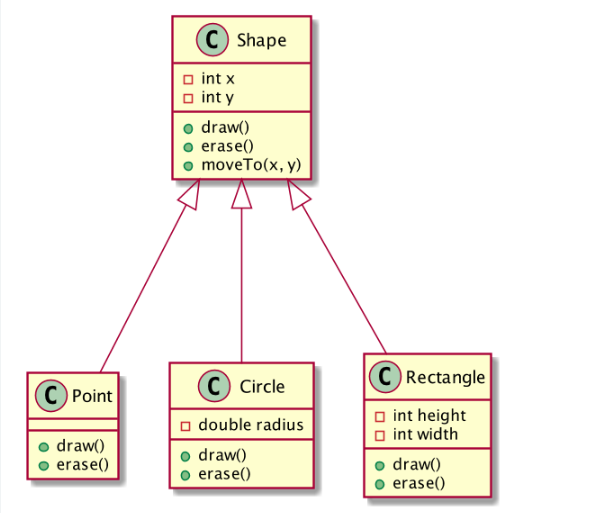 C Shape
int x
int y
draw()
erase()
moveTo(x, y)
C Point
draw()
erase()
C Circle
double radius
draw()
erase()
C Rectangle
int height
int width
draw()
erase()